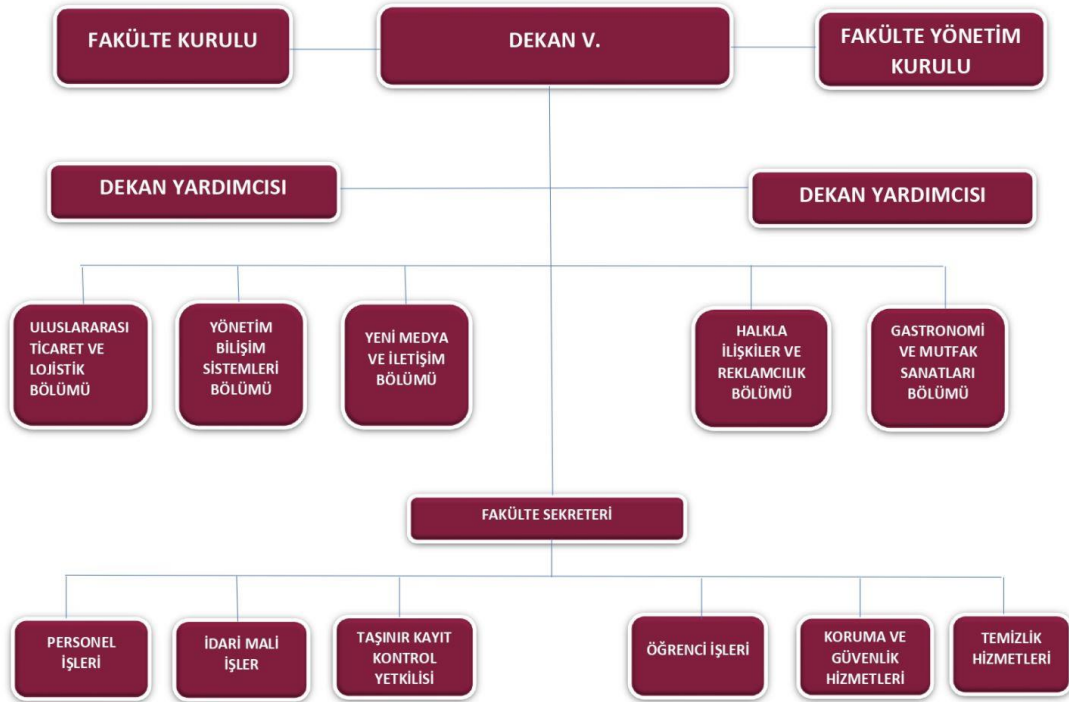 FAKÜLTE KURULU
DEKAN V.
FAKÜLTE YÖNETİM
KURULU
DEKAN YARDIMCISI
DEKAN YARDIMCISI
ULUSLARARASI
TİCARET VE
LOJİSTİK
BÖLÜMÜ
YÖNETİM
BİLİŞİM
SİSTEMLERİ
BÖLÜMÜ
YENİ MEDYA
VE İLETİŞİM
BÖLÜMÜ
HALKLA
İLİŞKİLER VE
REKLAMCILIK
BÖLÜMÜ
GASTRONOMİ
VE MUTFAK
SANATLARI
BÖLÜMÜ
FAKÜLTE SEKRETERİ
PERSONEL
İŞLERİ
İDARİ MALİ
İŞLER
TAŞINIR KAYIT
KONTROL
YETKİLİSİ
ÖĞRENCİ İŞLERİ
KORUMA VE
GÜVENLİK
HİZMETLERİ
TEMİZLİK
HİZMETLERİ